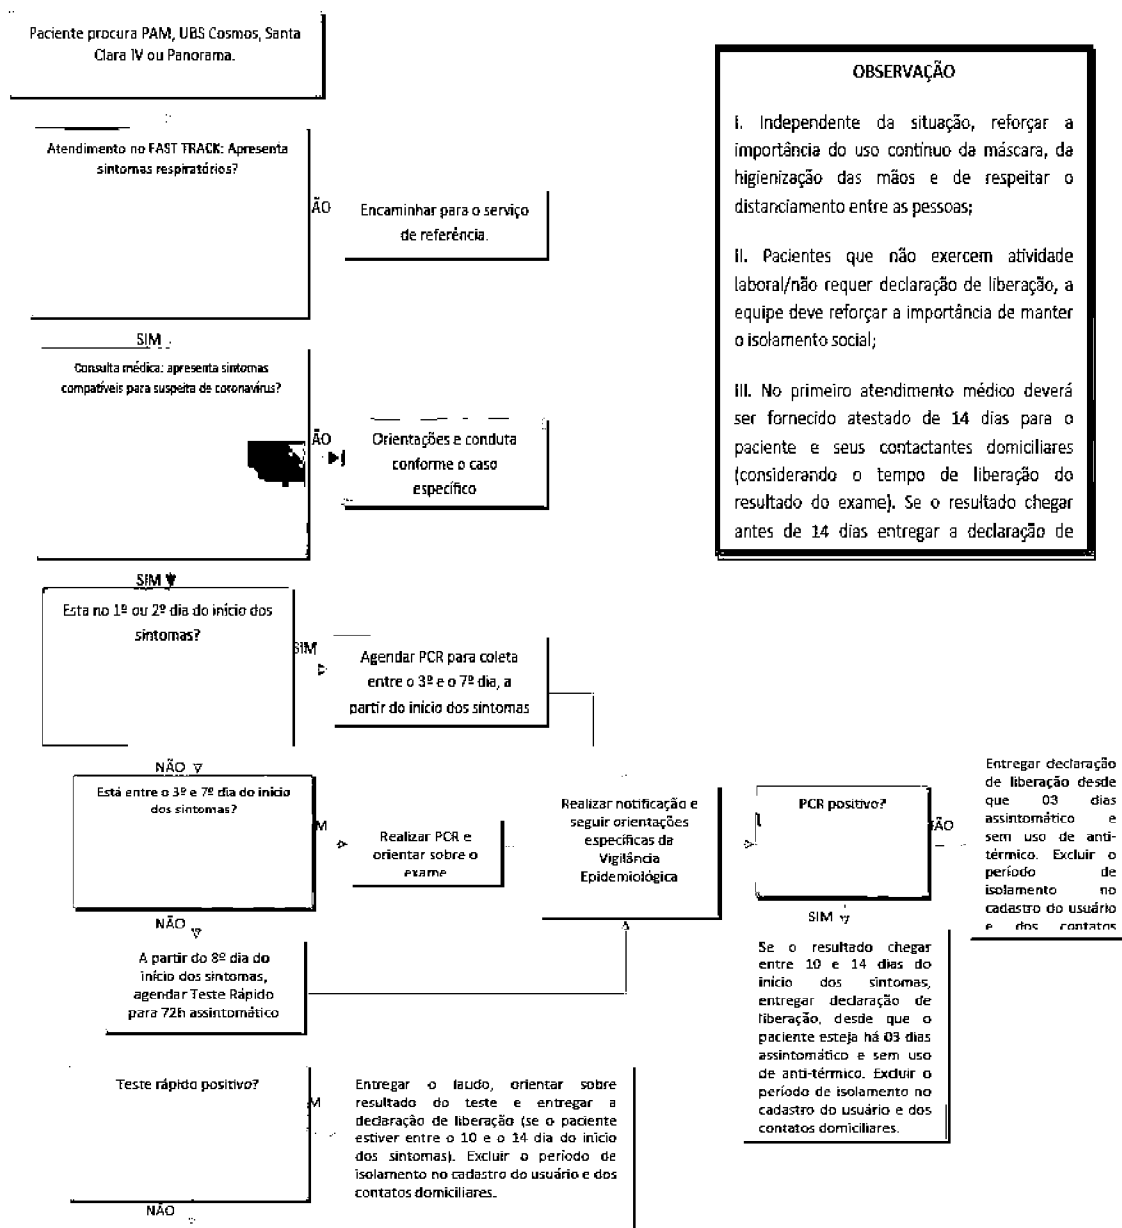 Paciente procura PAM, UBS Cosmos, Santa
Clara IV ou Panorama.
Atendimento no FAST TRACK: Apresenta
sintomas respiratórios?
ÃO
Encaminhar para o serviço
de referência.
SIM
Consulta médica: apresenta sintomas
compatíveis para suspeita de coronavírus?
ÃO
Orientações e conduta
conforme o caso
específico
SIM
Esta no 1º ou 2º dia do início dos
sintomas?
SIM
Agendar PCR para coleta
entre o 3º e o 7º dia, a
partir do início dos sintomas
NÃO
Está entre o 3º e 7º dia do início
dos sintomas?
M
Realizar PCR e
orientar sobre o
exame
Realizar notificação e
seguir orientações
específicas da
Vigilância
Epidemiológica
PCR positivo?
ÃO
Entregar declaração
de liberação desde
que 03 dias
assintomático e
sem uso de anti-
térmico. Excluir o
período de
isolamento no
cadastro do usuário
e dos contatos
SIM
Se o resultado chegar
entre 10 e 14 dias do
início dos sintomas,
entregar declaração de
liberação, desde que o
paciente esteja há 03 dias
assintomático e sem uso
de anti-térmico. Excluir o
período de isolamento no
cadastro do usuário e dos
contatos domiciliares.
NÃO
A partir do 8º dia do
início dos sintomas,
agendar Teste Rápido
para 72h assintomático
Teste rápido positivo?
M
Entregar o laudo, orientar sobre
resultado do teste e entregar a
declaração de liberação (se o paciente
estiver entre o 10 e o 14 dia do início
dos sintomas). Excluir o período de
isolamento no cadastro do usuário e dos
contatos domiciliares.
NÃO
OBSERVAÇÃO
I. Independente da situação, reforçar a
importância do uso contínuo da máscara, da
higienização das mãos e de respeitar o
distanciamento entre as pessoas;
II. Pacientes que não exercem atividade
laboral/não requer declaração de liberação, a
equipe deve reforçar a importância de manter
o isolamento social;
III. No primeiro atendimento médico deverá
ser fornecido atestado de 14 dias para o
paciente e seus contactantes domiciliares
(considerando o tempo de liberação do
resultado do exame). Se o resultado chegar
antes de 14 dias entregar a declaração de